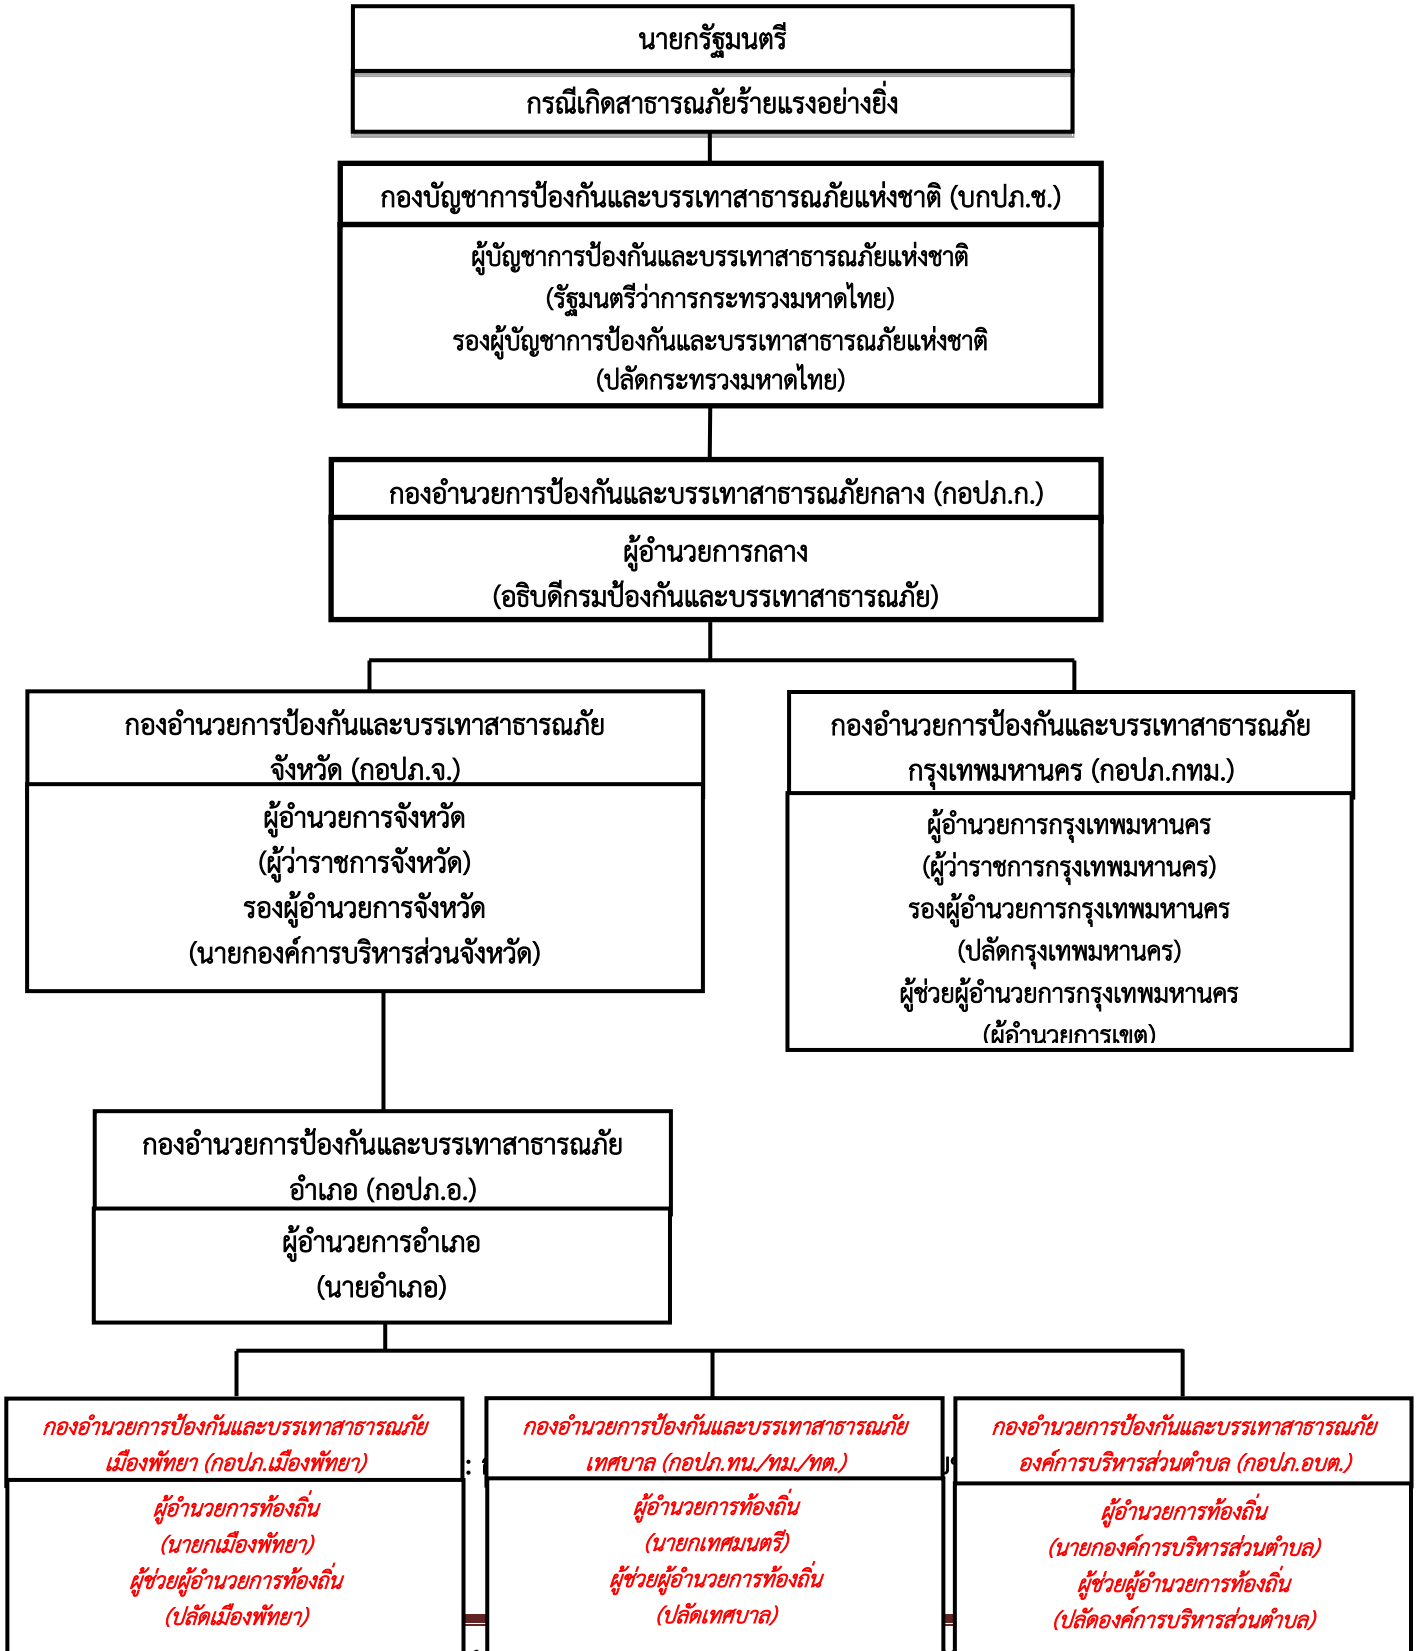 นายกรัฐมนตรี
กรณีเกิดสาธารณภัยร้ายแรงอย่างยิ่ง
กองบัญชาการป้องกันและบรรเทาสาธารณภัยแห่งชาติ (บกปภ.ช.)
ผู้บัญชาการป้องกันและบรรเทาสาธารณภัยแห่งชาติ
(รัฐมนตรีว่าการกระทรวงมหาดไทย)
รองผู้บัญชาการป้องกันและบรรเทาสาธารณภัยแห่งชาติ
(ปลัดกระทรวงมหาดไทย)
กองอำนวยการป้องกันและบรรเทาสาธารณภัยกลาง (กอปภ.ก.)
ผู้อำนวยการกลาง
(อธิบดีกรมป้องกันและบรรเทาสาธารณภัย)
กองอำนวยการป้องกันและบรรเทาสาธารณภัย
จังหวัด (กอปภ.จ.)
ผู้อำนวยการจังหวัด
(ผู้ว่าราชการจังหวัด)
รองผู้อำนวยการจังหวัด
(นายกองค์การบริหารส่วนจังหวัด)
กองอำนวยการป้องกันและบรรเทาสาธารณภัย
กรุงเทพมหานคร (กอปภ.กทม.)
ผู้อำนวยการกรุงเทพมหานคร
(ผู้ว่าราชการกรุงเทพมหานคร)
รองผู้อำนวยการกรุงเทพมหานคร
(ปลัดกรุงเทพมหานคร)
ผู้ช่วยผู้อำนวยการกรุงเทพมหานคร
(ผู้อำนวยการเขต)
กองอำนวยการป้องกันและบรรเทาสาธารณภัย
อำเภอ (กอปภ.อ.)
ผู้อำนวยการอำเภอ
(นายอำเภอ)
กองอำนวยการป้องกันและบรรเทาสาธารณภัย
เมืองพัทยา (กอปภ.เมืองพัทยา)
ผู้อำนวยการท้องถิ่น
(นายกเมืองพัทยา)
ผู้ช่วยผู้อำนวยการท้องถิ่น
(ปลัดเมืองพัทยา)
กองอำนวยการป้องกันและบรรเทาสาธารณภัย
เทศบาล (กอปภ.ทน./ทม./ทต.)
ผู้อำนวยการท้องถิ่น
(นายกเทศมนตรี)
ผู้ช่วยผู้อำนวยการท้องถิ่น
(ปลัดเทศบาล)
กองอำนวยการป้องกันและบรรเทาสาธารณภัย
องค์การบริหารส่วนตำบล (กอปภ.อบต.)
ผู้อำนวยการท้องถิ่น
(นายกองค์การบริหารส่วนตำบล)
ผู้ช่วยผู้อำนวยการท้องถิ่น
(ปลัดองค์การบริหารส่วนตำบล)